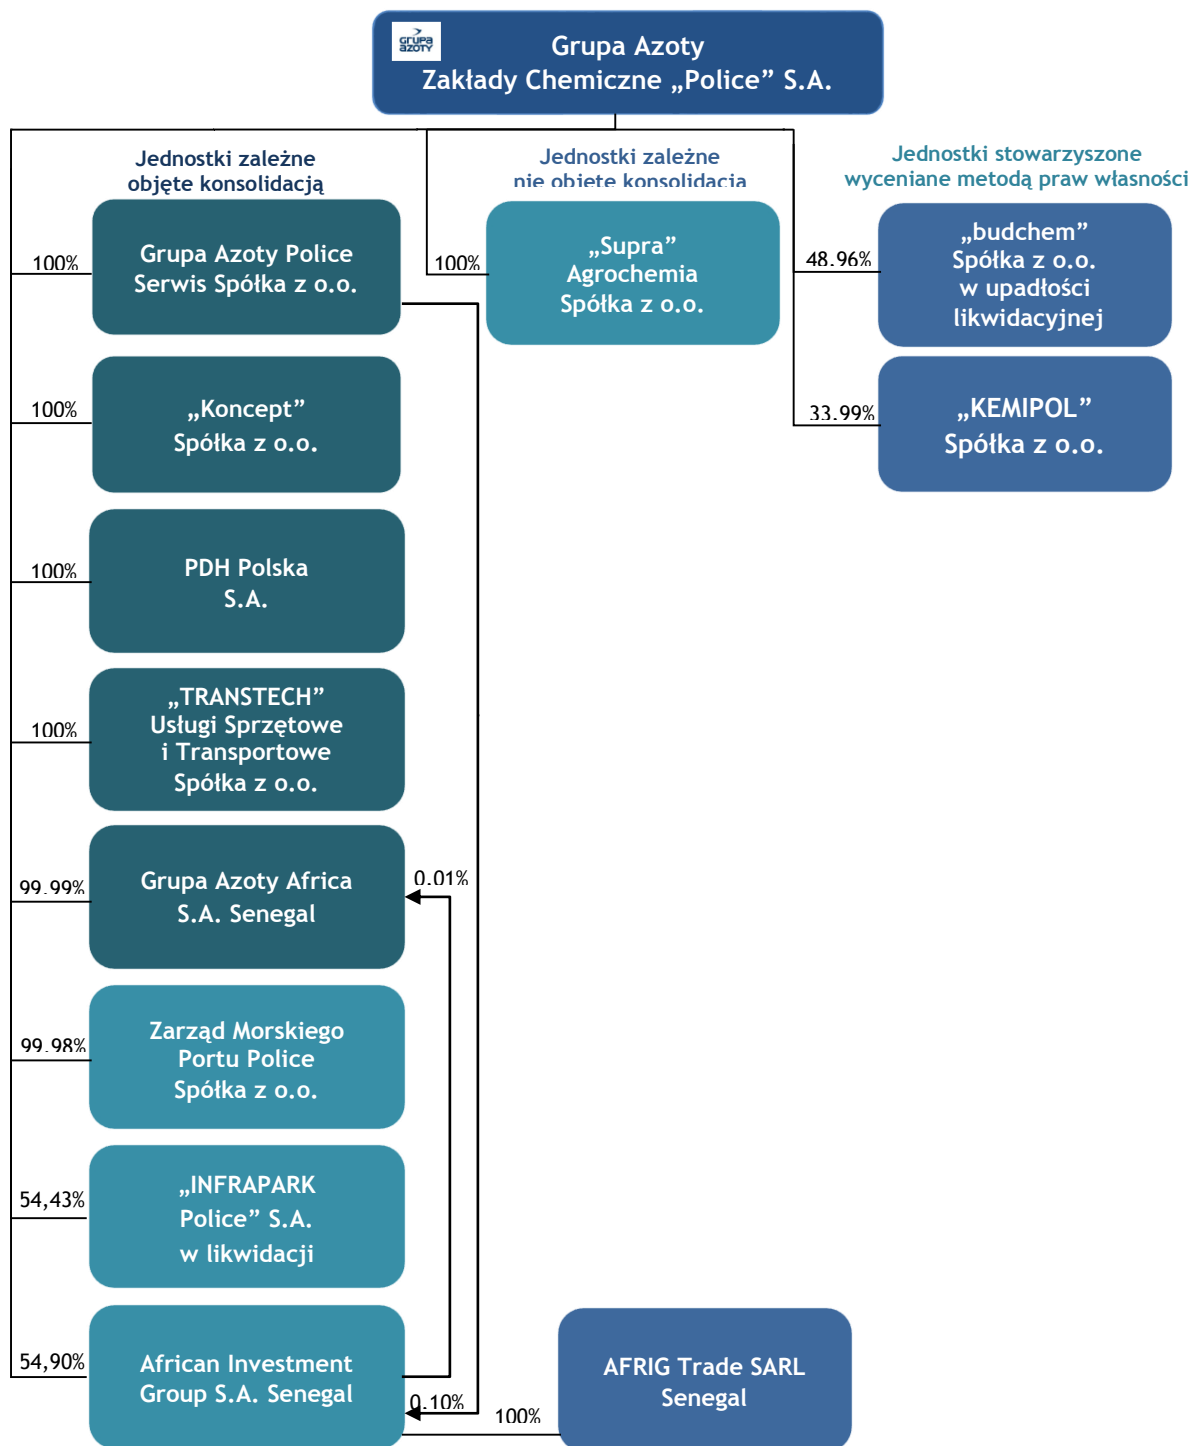 GRUPA
AZOTY
Grupa Azoty
Zakłady Chemiczne „Police” S.A.
Jednostki zależne
objęte konsolidacją
Jednostki zależne
nie objęte konsolidacją
Jednostki stowarzyszone
wyceniane metodą praw własności
100%
Grupa Azoty Police
Serwis Spółka z o.o.
100%
„Supra”
Agrochemia
Spółka z o.o.
48.96%
„budchem”
Spółka z o.o.
w upadłości
likwidacyjnej
100%
„Koncept”
Spółka z o.o.
33.99%
„KEMIPOL”
Spółka z o.o.
100%
PDH Polska
S.A.
100%
„TRANSTECH”
Usługi Sprzętowe
i Transportowe
Spółka z o.o.
99.99%
Grupa Azoty Africa
S.A. Senegal
0.01%
99.98%
Zarząd Morskiego
Portu Police
Spółka z o.o.
54,43%
„INFRAPARK
Police” S.A.
w likwidacji
54,90%
African Investment
Group S.A. Senegal
0.10%
100%
AFRIG Trade SARL
Senegal